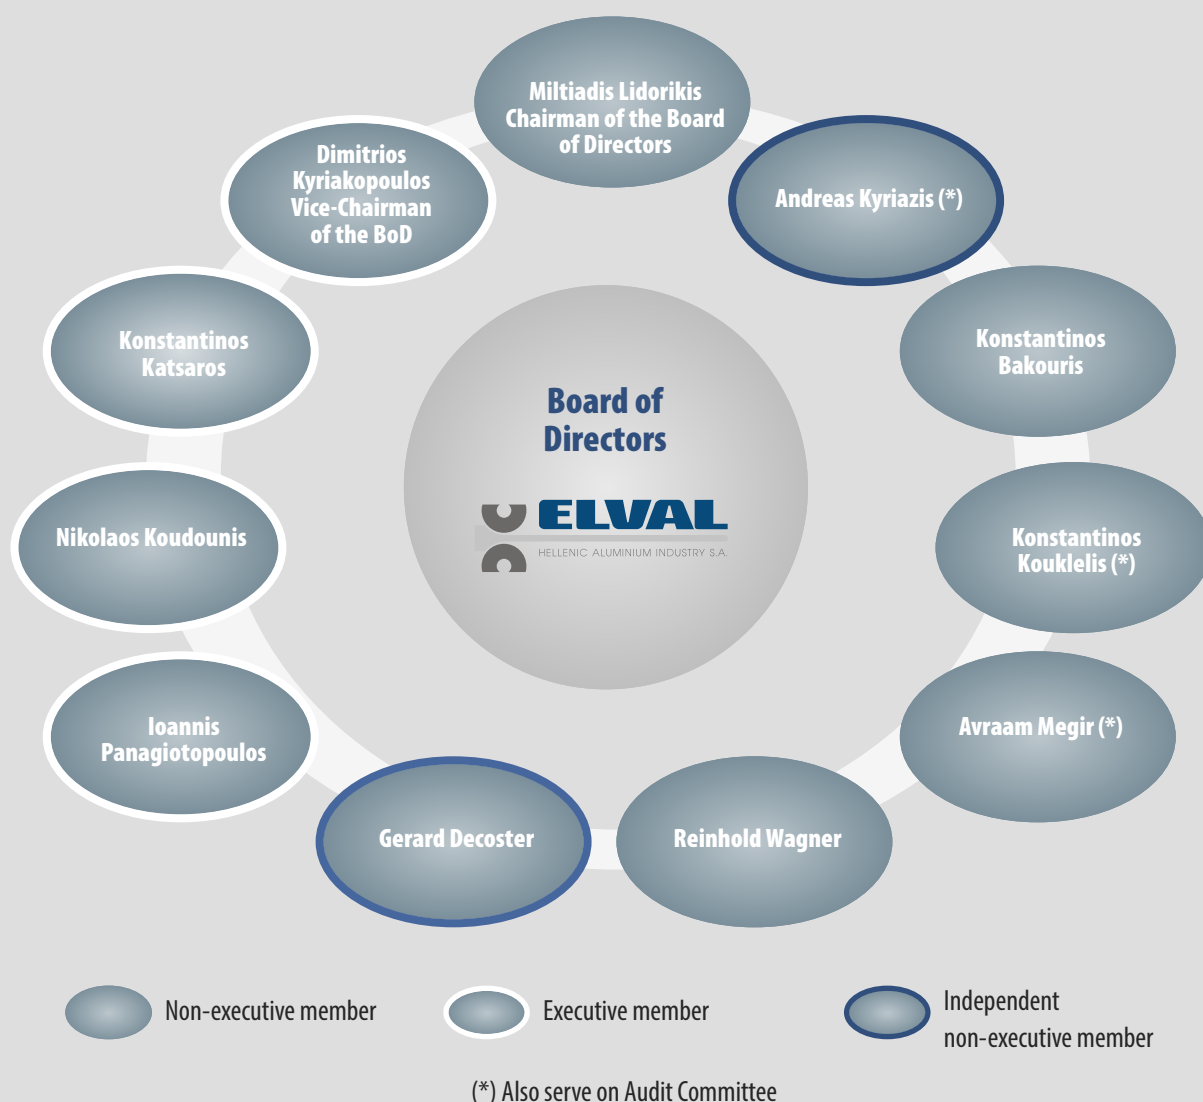 Miltiadis Lidorikis
Chairman of the Board
of Directors
Dimitrios
Kyriakopoulos
Vice-Chairman
of the BoD
Andreas Kyriazis (*)
Konstantinos
Katsaros
Konstantinos
Bakouris
Board of
Directors
ELVAL
HELLENIC ALUMINIUM INDUSTRY S.A.
Nikolaos Koudounis
Konstantinos
Kouklelis (*)
Ioannis
Panagiotopoulos
Avraam Megir (*)
Gerard Decoster
Reinhold Wagner
Non-executive member
Executive member
Independent
non-executive member
(*) Also serve on Audit Committee